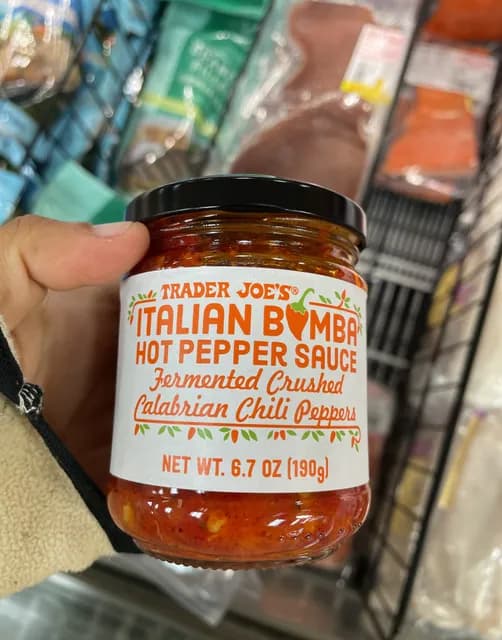 TRADER JOE'S®
ITALIAN BOMBA
HOT PEPPER SAUCE
Fermented Crushed
Calabrian Chili Peppers
NET WT. 6.7 OZ (190g)